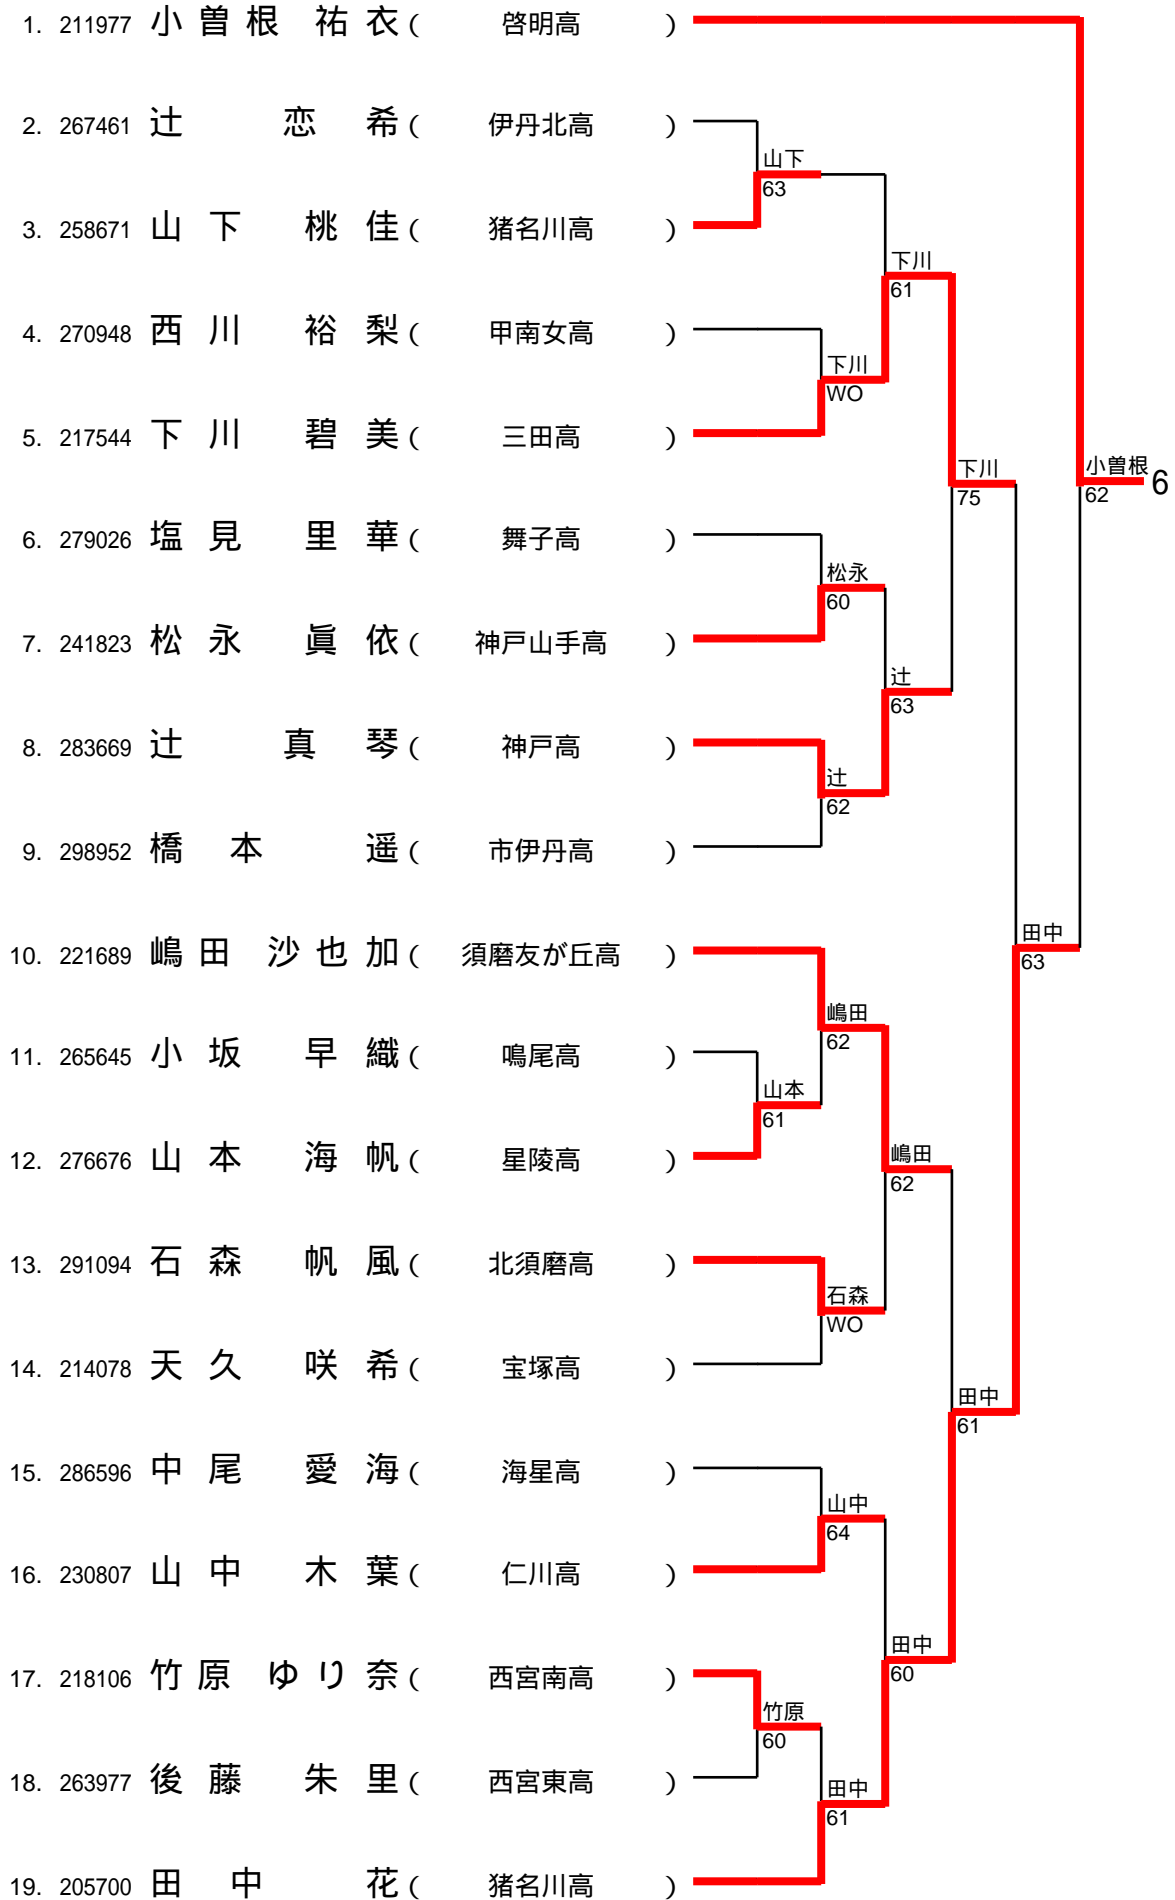 1. 211977 小曽根 祐衣 ( 啓明高 )
2. 267461 辻 恋希 ( 伊丹北高 )
山下
63
3. 258671 山下 桃佳 ( 猪名川高 )
下川
61
4. 270948 西川 裕梨 ( 甲南女高 )
下川
WO
5. 217544 下川 碧美 ( 三田高 )
下川
75
小曽根
62
6
6. 279026 塩見 里華 ( 舞子高 )
松永
60
7. 241823 松永 眞依 ( 神戸山手高 )
辻
63
8. 283669 辻 真琴 ( 神戸高 )
辻
62
9. 298952 橋本 遥 ( 市伊丹高 )
田中
63
10. 221689 嶋田 沙也加 ( 須磨友が丘高 )
嶋田
62
11. 265645 小坂 早織 ( 鳴尾高 )
山本
61
12. 276676 山本 海帆 ( 星陵高 )
嶋田
62
13. 291094 石森 帆風 ( 北須磨高 )
石森
WO
14. 214078 天久 咲希 ( 宝塚高 )
田中
61
15. 286596 中尾 愛海 ( 海星高 )
山中
64
16. 230807 山中 木葉 ( 仁川高 )
田中
60
17. 218106 竹原 ゆり奈 ( 西宮南高 )
竹原
60
18. 263977 後藤 朱里 ( 西宮東高 )
田中
61
19. 205700 田中 花 ( 猪名川高 )